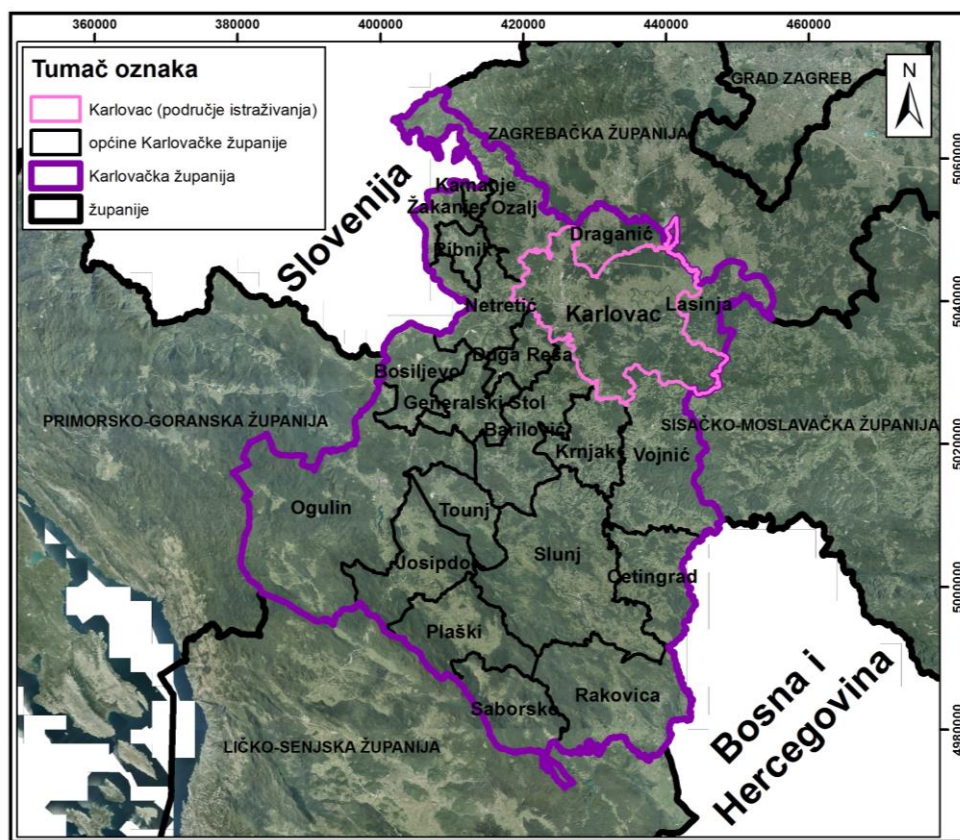 360000
380000
400000
420000
440000
460000
Tumač oznaka
Karlovac (područje istraživanja)
općine Karlovačke županije
Karlovačka županija
županije
N
GRAD ZAGREB
ZAGREBAČKA ŽUPANIJA
5060000
Slovenija
Kamanje
Žakanje
Ozalj
Ribnik
Draganić
Netretić
Karlovac
Lasinja
5040000
Duga Resa
Bosiljevo
Generalski Stol
Barilović
PRIMORSKO-GORANSKA ŽUPANIJA
SISAČKO-MOSLAVAČKA ŽUPANIJA
5020000
Krnjak
Vojnić
Ogulin
Tounj
Slunj
Josipdol
Cetingrad
5000000
Plaški
Rakovica
Saborsko
Bosna i
Hercegovina
LIČKO-SENJSKA ŽUPANIJA
4980000